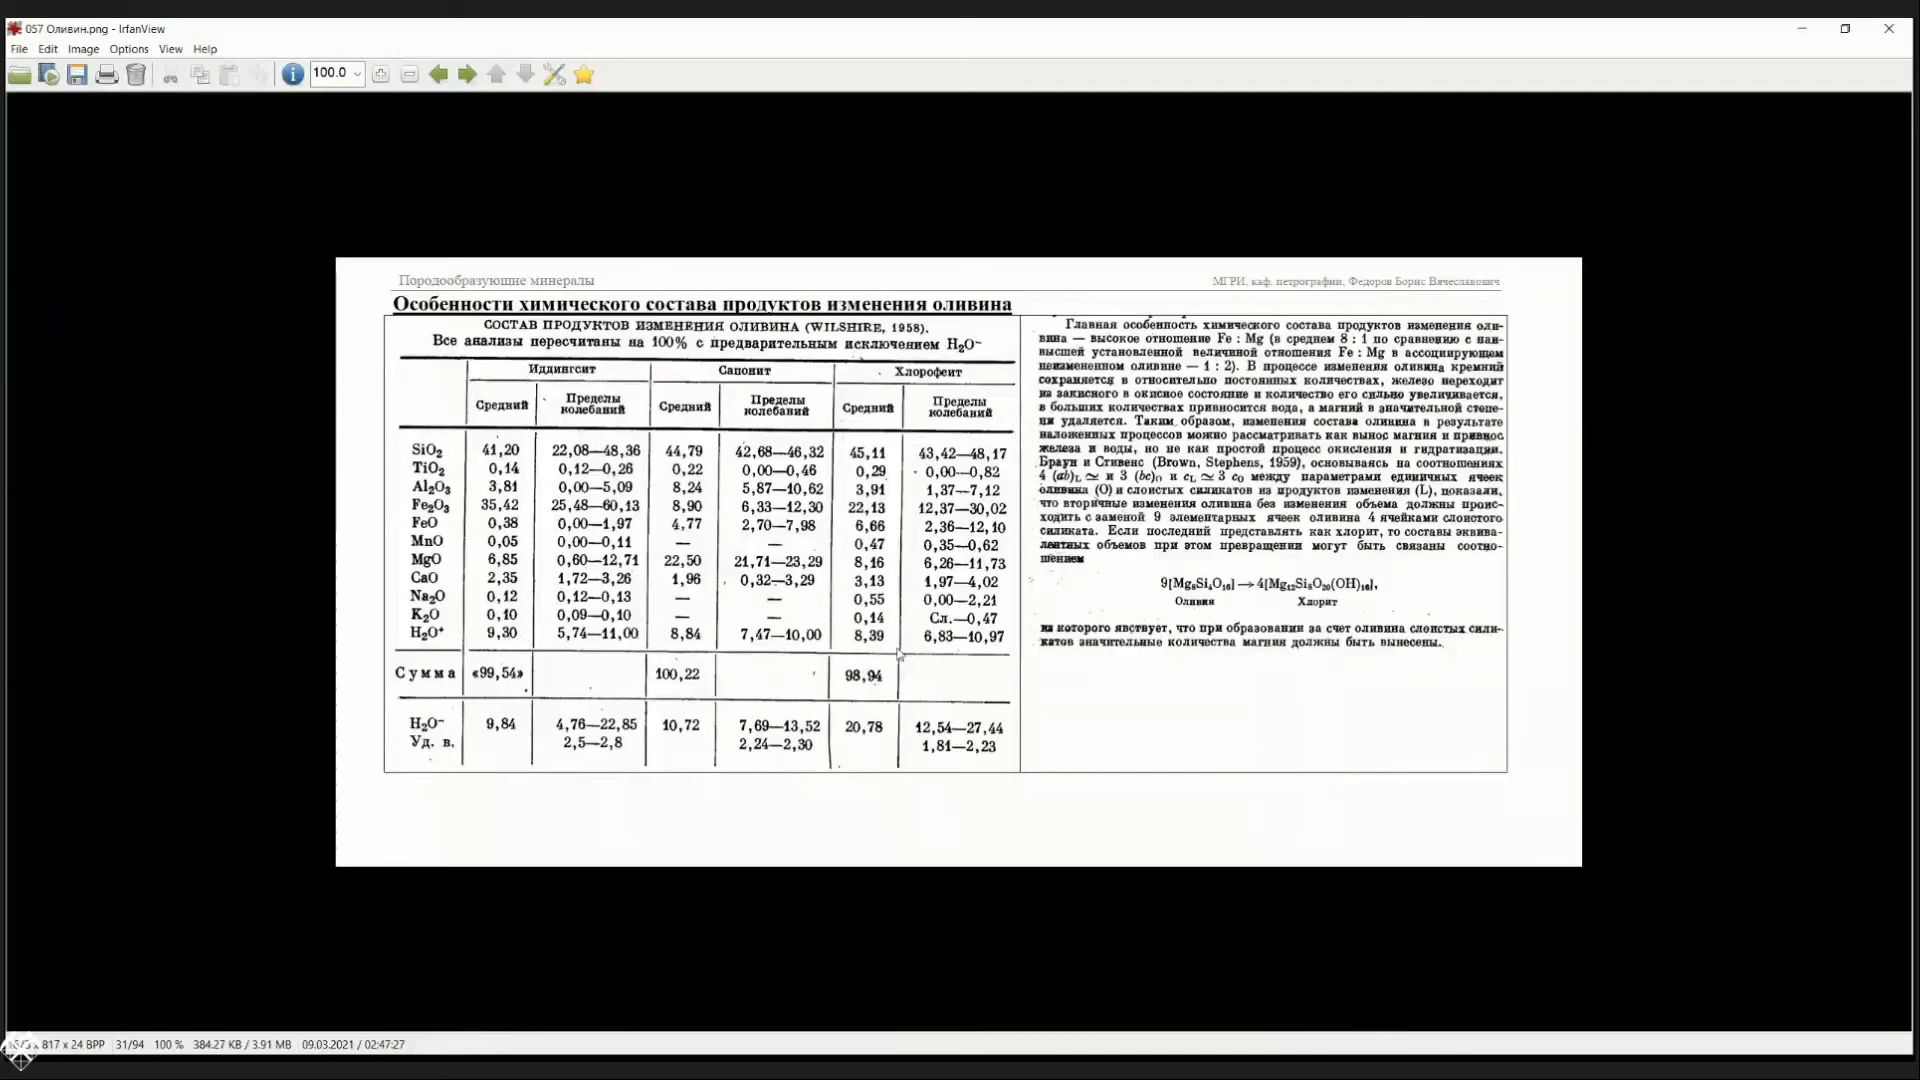 057 Оливин.png - IrfanView
File Edit Image Options View Help
100.0
Породообразующие минералы
МГРИ, каф. петрографии, Федоров Борис Вячеславович
Особенности химического состава продуктов изменения оливина
СОСТАВ ПРОДУКТОВ ИЗМЕНЕНИЯ ОЛИВИНА (WILSHIRE, 1958).
Все анализы пересчитаны на 100% с предварительным исключением H₂O⁻
Иддингсит Сапонит Хлорофеит
Средний Пределы колебаний Средний Пределы колебаний Средний Пределы колебаний
SiO₂ 41,20 22,08—48,36 44,79 42,68—46,32 45,11 43,42—48,17
TiO₂ 0,14 0,12—0,26 0,22 0,00—0,46 0,29 0,00—0,82
Al₂O₃ 3,81 0,00—5,09 8,24 5,87—10,62 3,91 1,37—7,12
Fe₂O₃ 35,42 25,48—60,13 8,90 6,33—12,30 22,13 12,37—30,02
FeO 0,38 0,00—1,97 4,77 2,70—7,98 6,66 2,36—12,10
MnO 0,05 0,00—0,11 — — 0,47 0,35—0,62
MgO 6,85 0,60—12,71 22,50 21,71—23,29 8,16 6,26—11,73
CaO 2,35 1,72—3,26 1,96 0,32—3,29 3,13 1,97—4,02
Na₂O 0,12 0,12—0,13 — — 0,55 0,00—2,21
K₂O 0,10 0,09—0,10 — — 0,14 Сл.—0,47
H₂O⁺ 9,30 5,74—11,00 8,84 7,47—10,00 8,39 6,83—10,97
Сумма «99,54» 100,22 98,94
H₂O⁻ 9,84 4,76—22,85 10,72 7,69—13,52 20,78 12,54—27,44
Уд. в. 2,5—2,8 2,24—2,30 1,81—2,23
Главная особенность химического состава продуктов изменения оли-
вина — высокое отношение Fe : Mg (в среднем 8 : 1 по сравнению с наи-
высшей установленной величиной отношения Fe : Mg в ассоциирующем
неизмененном оливине — 1 : 2). В процессе изменения оливина кремний
сохраняется в относительно постоянных количествах, железо переходит
из закисного в окисное состояние и количество его сильно увеличивается,
в больших количествах привносится вода, а магний в значительной степе-
ни удаляется. Таким образом, изменения состава оливина в результате
наложенных процессов можно рассматривать как вынос магния и привнос
железа и воды, но не как простой процесс окисления и гидратизации.
Браун и Стивенс (Brown, Stephens, 1959), основываясь на соотношениях
4 (ab)L ≃ и 3 (bc)O и cL ≃ 3 c₀ между параметрами единичных ячеек
оливина (O) и слоистых силикатов из продуктов изменения (L), показали,
что вторичные изменения оливина без изменения объема должны проис-
ходить с заменой 9 элементарных ячеек оливина 4 ячейками слоистого
силиката. Если последний представлять как хлорит, то составы эквива-
лентных объемов при этом превращении могут быть связаны соотно-
шением
9[Mg₈Si₄O₁₆] → 4[Mg₁₂Si₈O₂₀(OH)₁₆],
Оливин Хлорит
из которого явствует, что при образовании за счет оливина слоистых сили-
катов значительные количества магния должны быть вынесены.
x 817 x 24 BPP 31/94 100 % 384.27 KB / 3.91 MB 09.03.2021 / 02:47:27